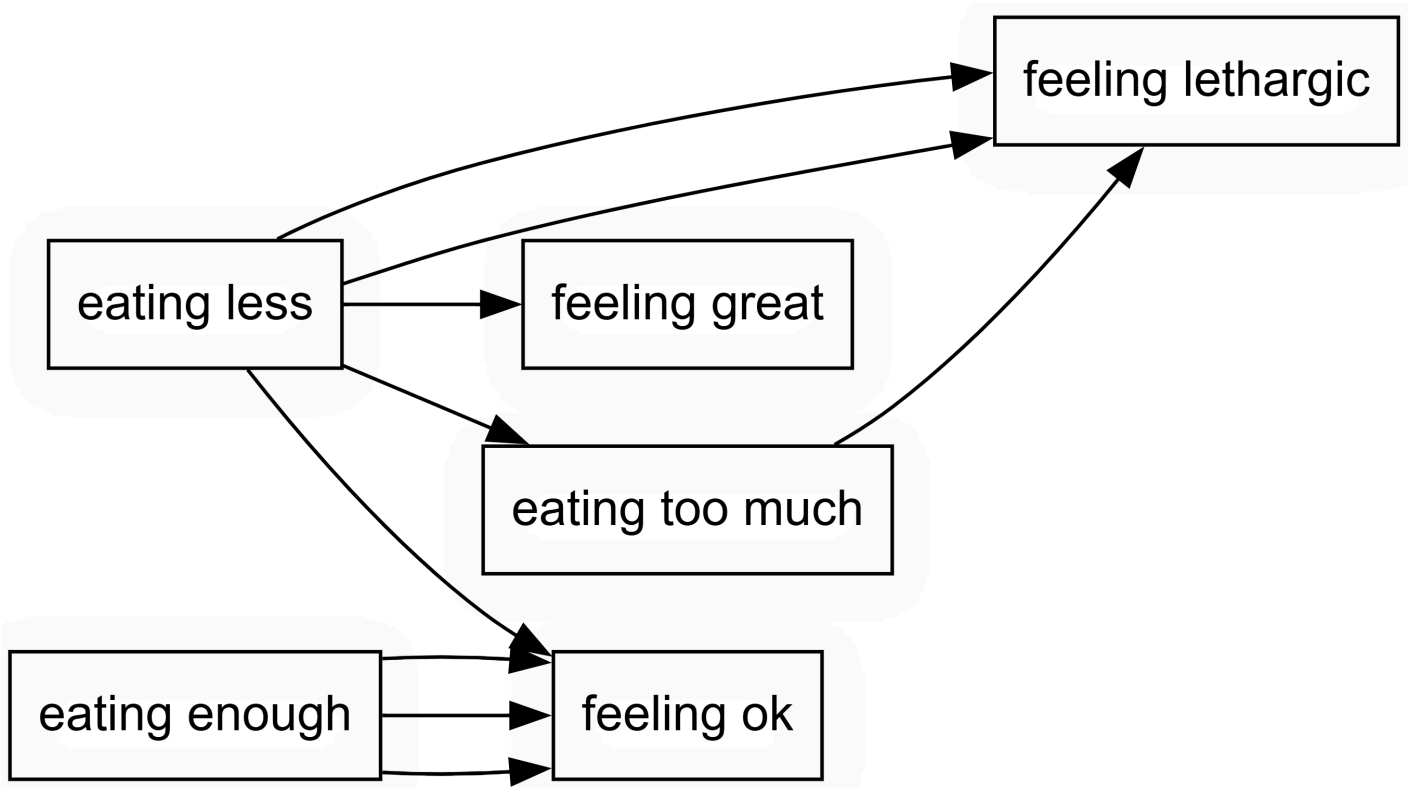 feeling lethargic
eating less
feeling great
eating too much
eating enough
feeling ok